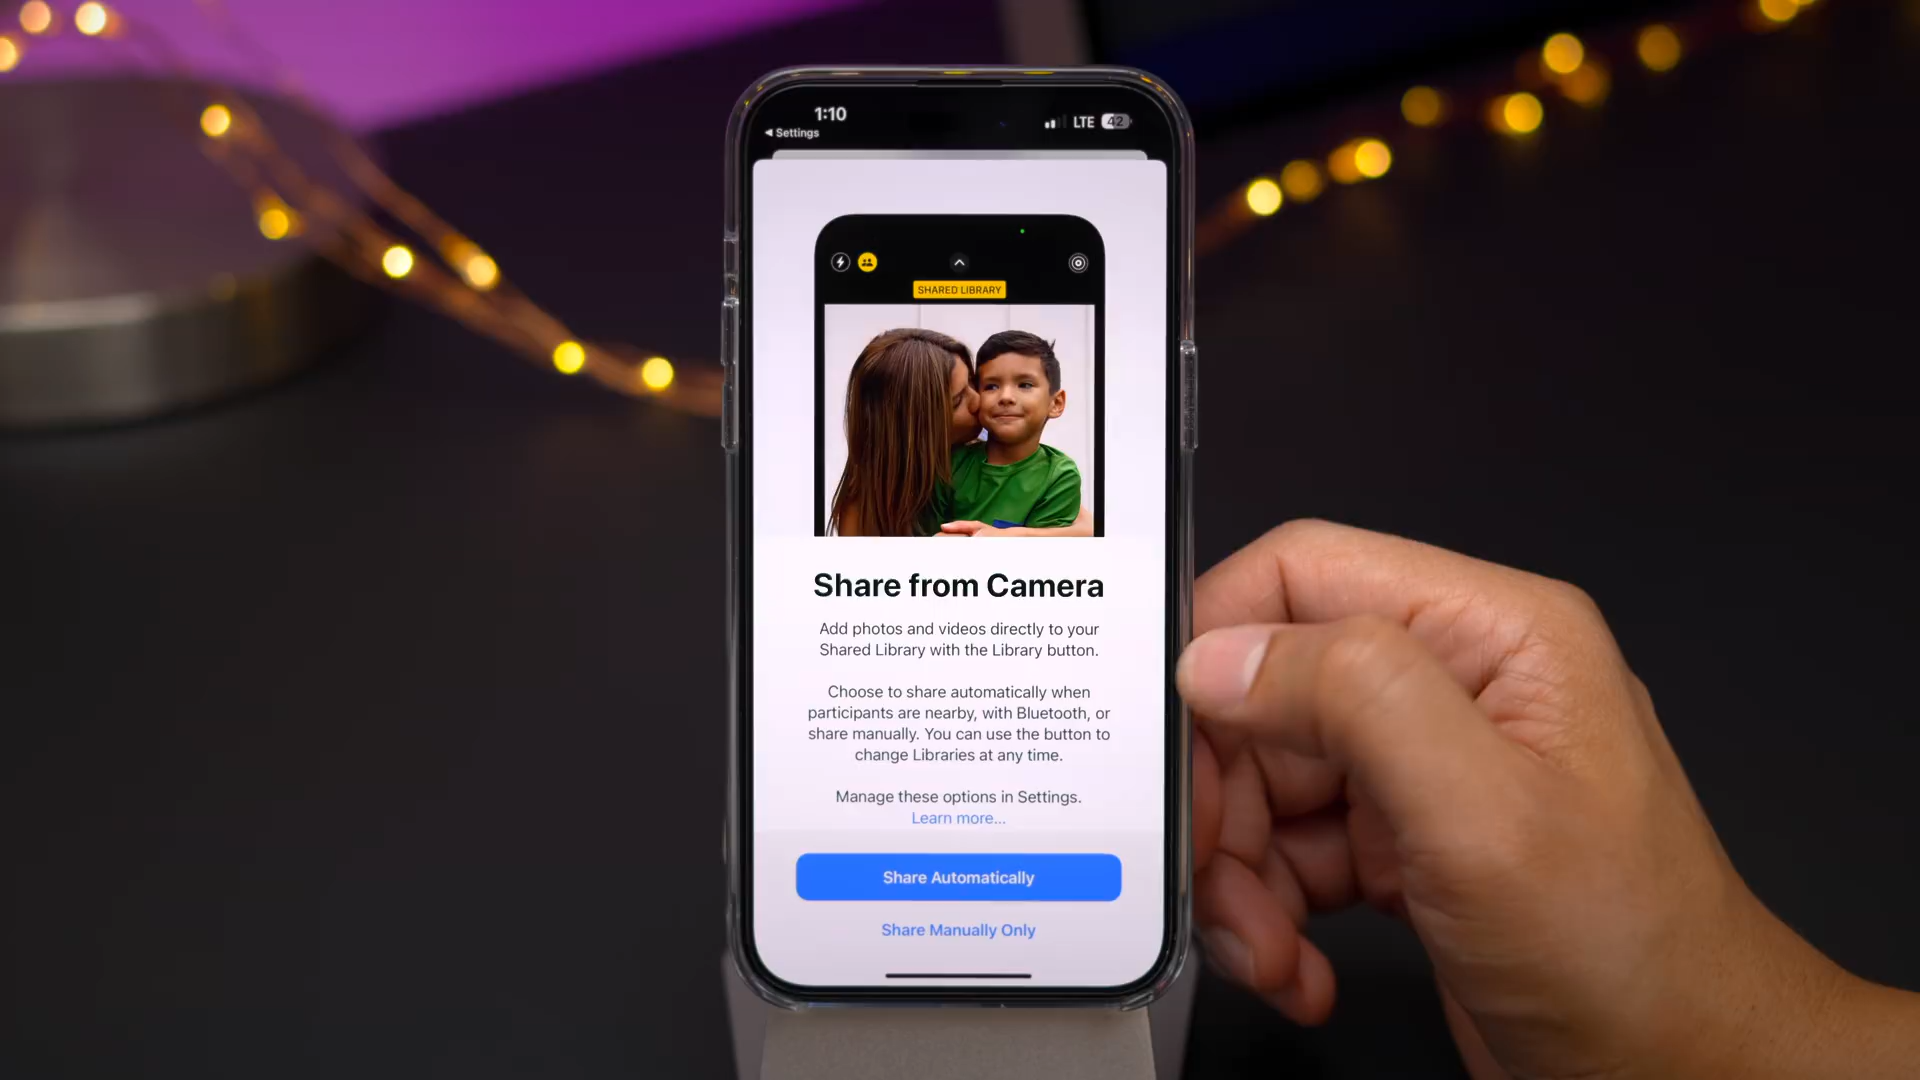 1:10
LTE 42
◀ Settings
SHARED LIBRARY
Share from Camera
Add photos and videos directly to your
Shared Library with the Library button.
Choose to share automatically when
participants are nearby, with Bluetooth, or
share manually. You can use the button to
change Libraries at any time.
Manage these options in Settings.
Learn more...
Share Automatically
Share Manually Only